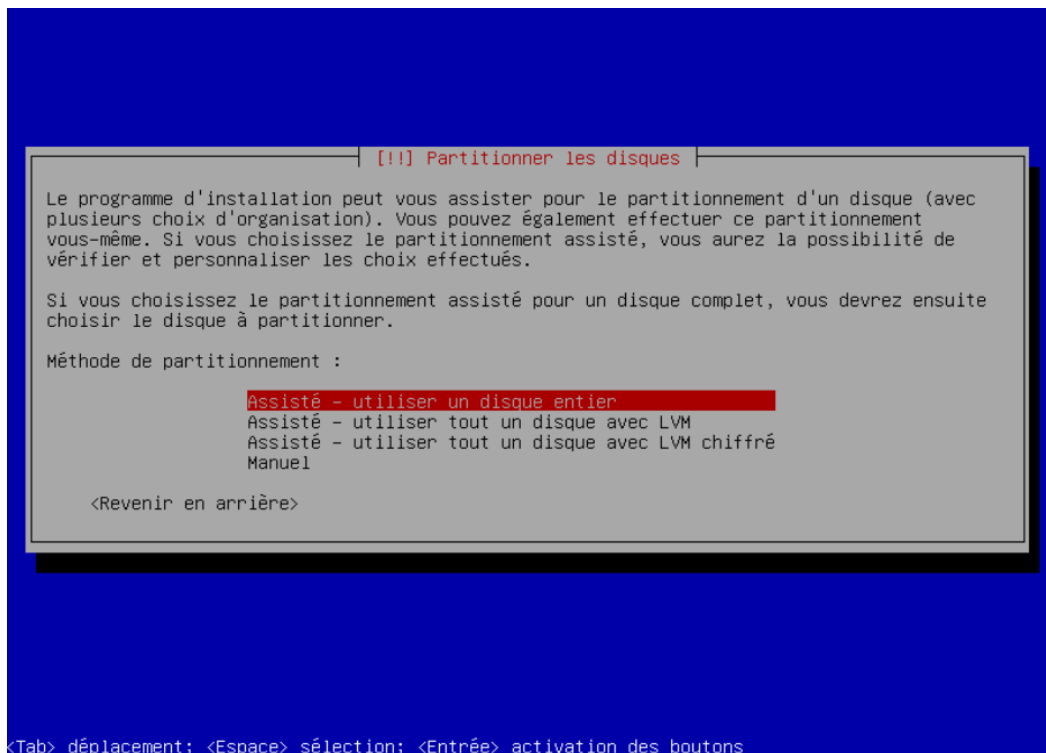 [!!] Partitionner les disques
Le programme d'installation peut vous assister pour le partitionnement d'un disque (avec
plusieurs choix d'organisation). Vous pouvez également effectuer ce partitionnement
vous-même. Si vous choisissez le partitionnement assisté, vous aurez la possibilité de
vérifier et personnaliser les choix effectués.
Si vous choisissez le partitionnement assisté pour un disque complet, vous devrez ensuite
choisir le disque à partitionner.
Méthode de partitionnement :
Assisté - utiliser un disque entier
Assisté - utiliser tout un disque avec LVM
Assisté - utiliser tout un disque avec LVM chiffré
Manuel
<Revenir en arrière>
<Tab> déplacement; <Espace> sélection; <Entrée> activation des boutons